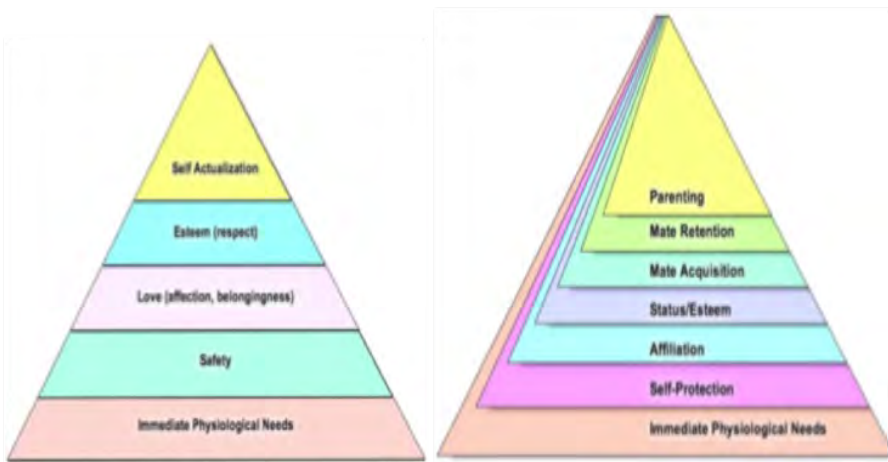 Self Actualization
Esteem (respect)
Love (affection, belongingness)
Safety
Immediate Physiological Needs
Parenting
Mate Retention
Mate Acquisition
Status/Esteem
Affiliation
Self-Protection
Immediate Physiological Needs